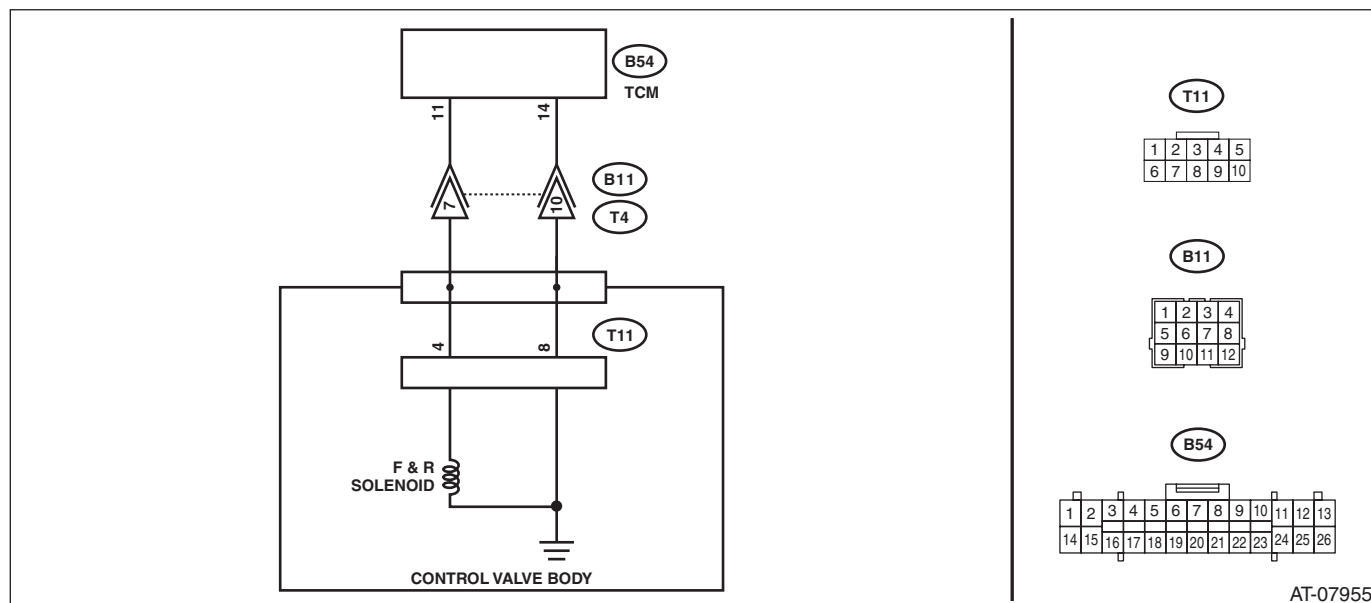 B54
TCM
11 14
B11
7 10
T4
T11
4 8
F & R
SOLENOID
CONTROL VALVE BODY
T11
1 2 3 4 5
6 7 8 9 10
B11
1 2 3 4
5 6 7 8
9 10 11 12
B54
1 2 3 4 5 6 7 8 9 10 11 12 13
14 15 16 17 18 19 20 21 22 23 24 25 26
AT-07955